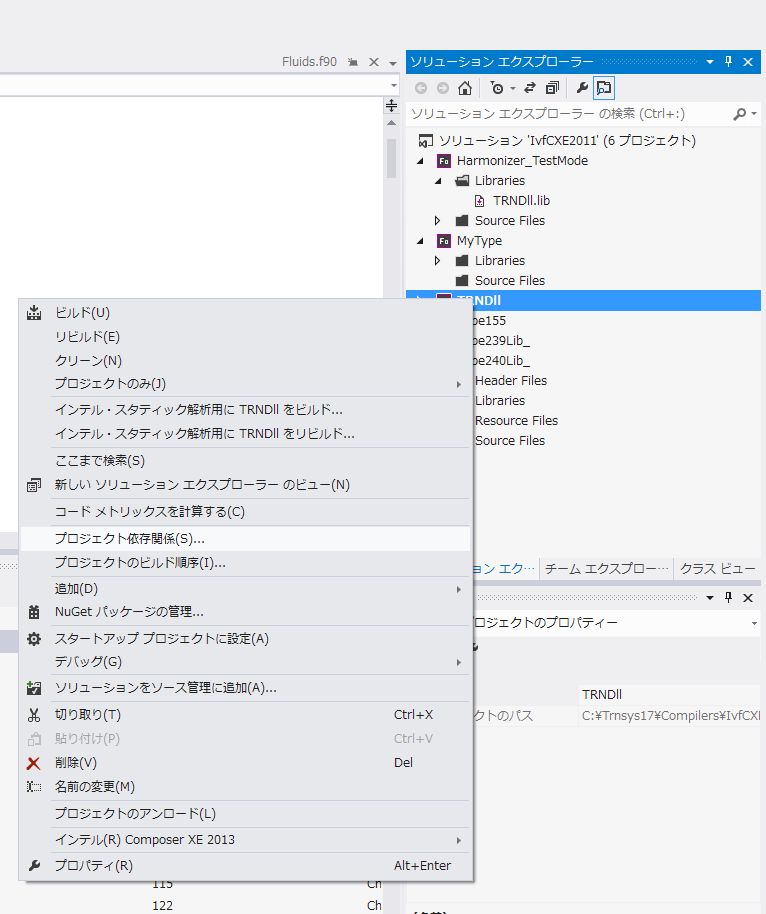 Fluids.f90
ソリューション エクスプローラー
ソリューション エクスプローラー の検索 (Ctrl+:)
ソリューション 'IvfCXE2011' (6 プロジェクト)
Harmonizer_TestMode
Libraries
TRNDll.lib
Source Files
MyType
Libraries
Source Files
TRNDll
pe155
pe239Lib_
pe240Lib_
Header Files
Libraries
Resource Files
Source Files
ビルド(U)
リビルド(E)
クリーン(N)
プロジェクトのみ(J)
インテル・スタティック解析用に TRNDll をビルド...
インテル・スタティック解析用に TRNDll をリビルド...
ここまで検索(S)
新しい ソリューション エクスプローラー のビュー(N)
コード メトリックスを計算する(C)
プロジェクト依存関係(S)...
プロジェクトのビルド順序(I)...
追加(D)
NuGet パッケージの管理...
スタートアップ プロジェクトに設定(A)
デバッグ(G)
ソリューションをソース管理に追加(A)...
切り取り(T) Ctrl+X
貼り付け(P) Ctrl+V
削除(V) Del
名前の変更(M)
プロジェクトのアンロード(L)
インテル(R) Composer XE 2013
プロパティ(R) Alt+Enter
ション エク… チーム エクスプロー… クラス ビュー
ロジェクトのプロパティー
TRNDll
クトのパス C:¥Trnsys17¥Compilers¥IvfCXE
115 Ch
122 Ch
(名前)